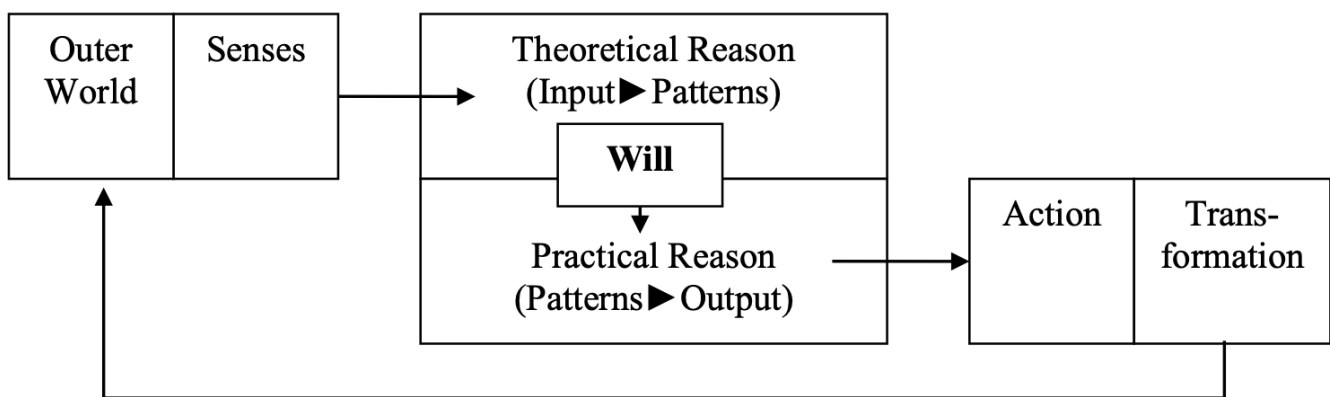 Outer
World
Senses
Theoretical Reason
(Input►Patterns)
Will
Practical Reason
(Patterns►Output)
Action
Trans-
formation